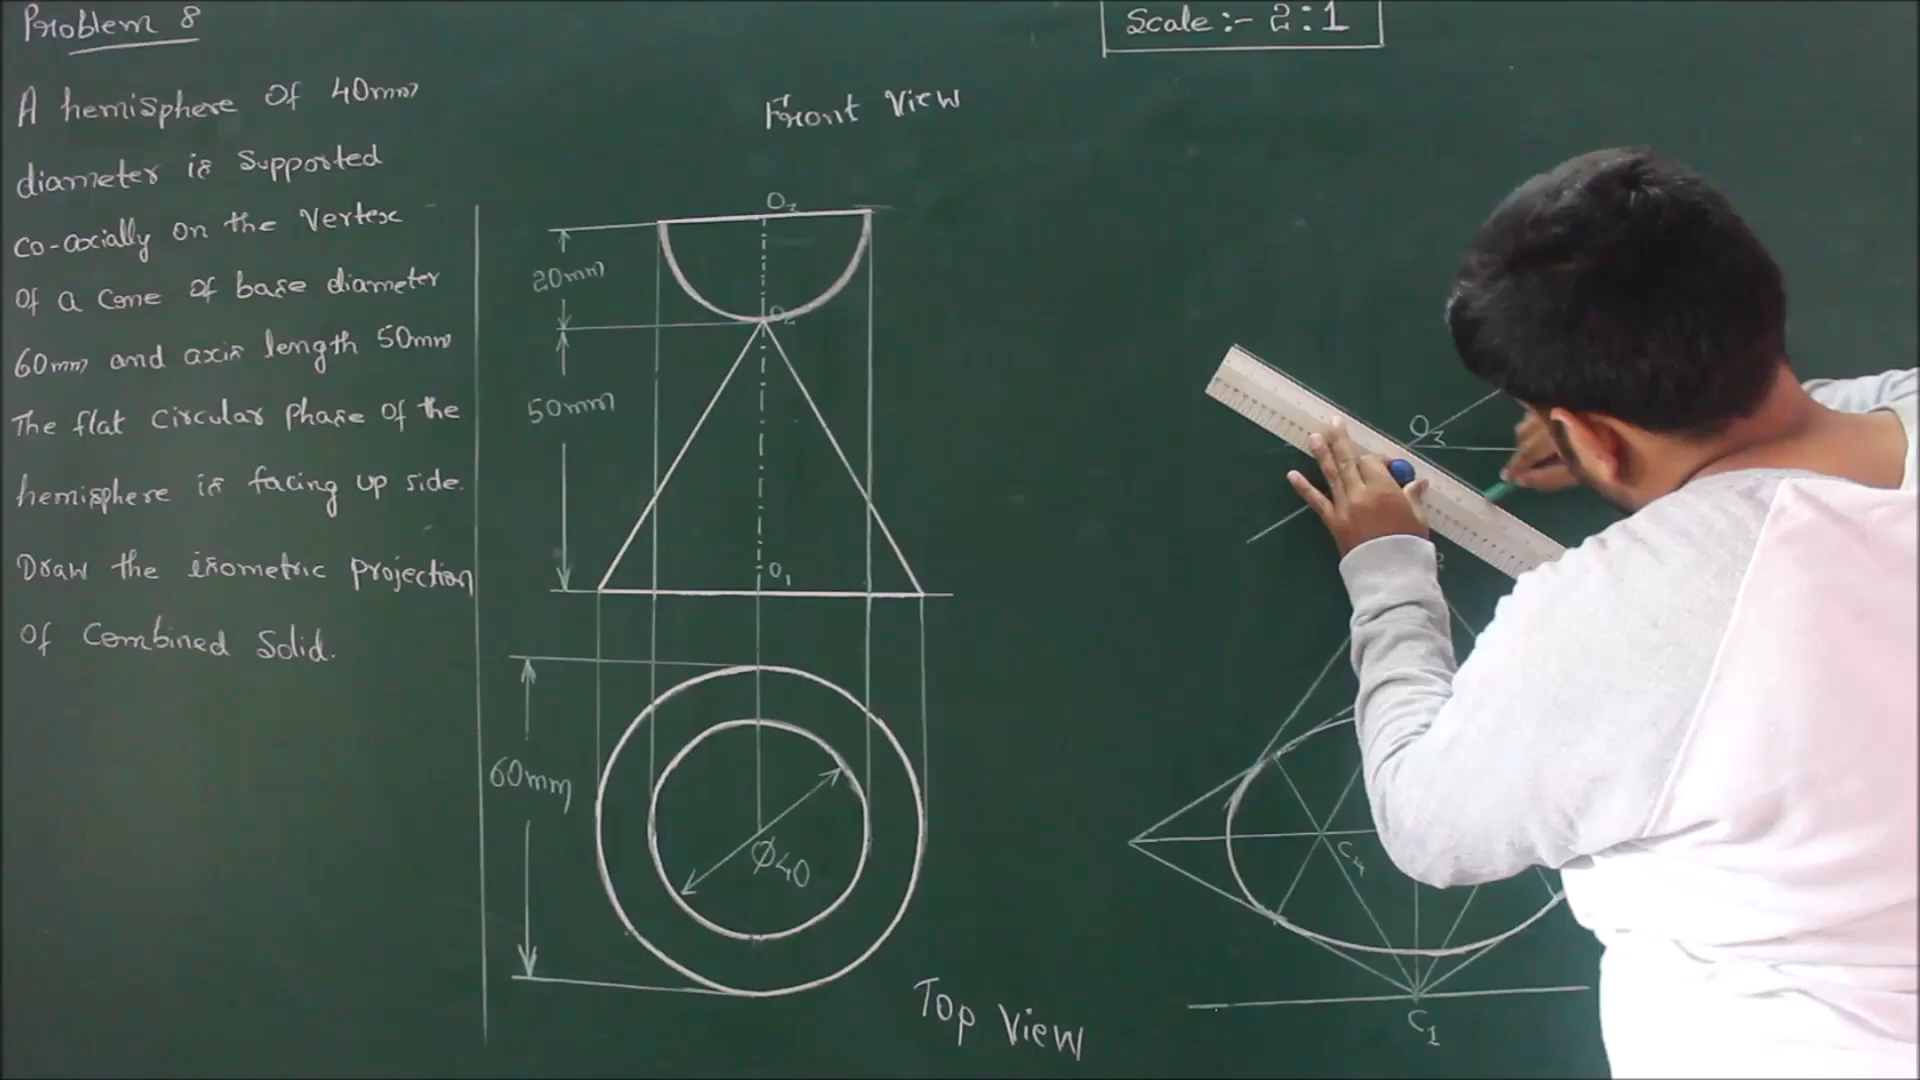 Problem 8
A hemisphere of 40mm
diameter is supported
co-axially on the vertex
of a cone of base diameter
60mm and axis length 50mm
The flat circular phase of the
hemisphere is facing up side.
Draw the isometric projection
of combined solid.
Scale :- 2:1
Front View
O3
20mm
O2
50mm
O1
60mm
Ø40
Top View
O3
C4
C1